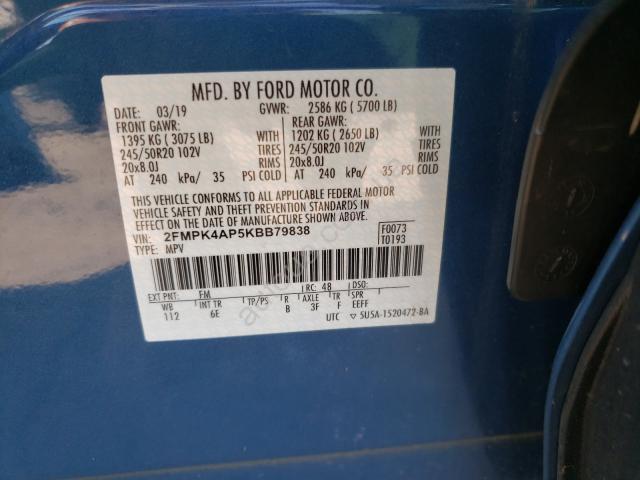 MFD. BY FORD MOTOR CO.
DATE: 03/19 GVWR: 2586 KG ( 5700 LB)
FRONT GAWR: REAR GAWR:
1395 KG ( 3075 LB) WITH 1202 KG ( 2650 LB) WITH
245/50R20 102V TIRES 245/50R20 102V TIRES
20x8.0J RIMS 20x8.0J RIMS
AT 240 kPa/ 35 PSI COLD AT 240 kPa/ 35 PSI COLD
THIS VEHICLE CONFORMS TO ALL APPLICABLE FEDERAL MOTOR
VEHICLE SAFETY AND THEFT PREVENTION STANDARDS IN
EFFECT ON THE DATE OF MANUFACTURE SHOWN ABOVE.
VIN: 2FMPK4AP5KBB79838 F0073
TYPE: MPV T0193
EXT PNT: FM RC: 48 DSO:
WB INT TR TP/PS R AXLE TR SPR
112 6E B 3F F EEFF
UTC ▽ 5U5A-1520472-BA